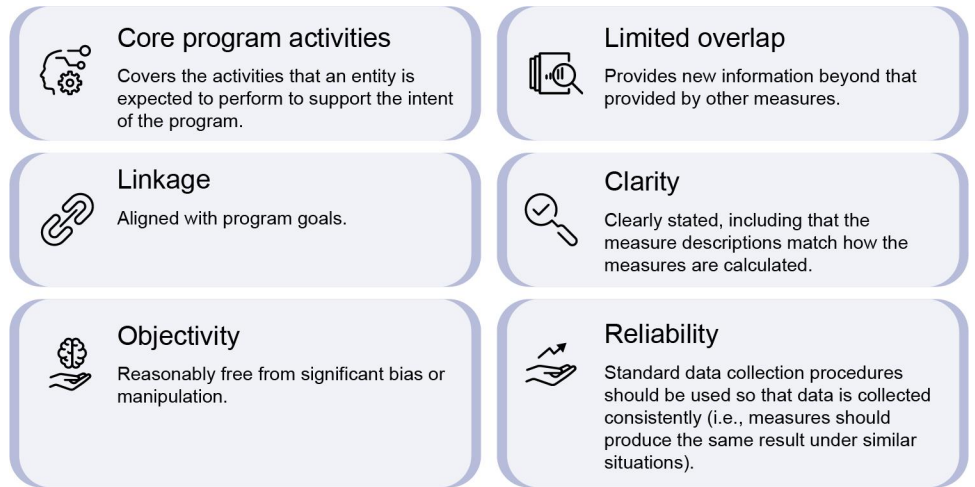 Core program activities
Covers the activities that an entity is
expected to perform to support the intent
of the program.
Limited overlap
Provides new information beyond that
provided by other measures.
Linkage
Aligned with program goals.
Clarity
Clearly stated, including that the
measure descriptions match how the
measures are calculated.
Objectivity
Reasonably free from significant bias or
manipulation.
Reliability
Standard data collection procedures
should be used so that data is collected
consistently (i.e., measures should
produce the same result under similar
situations).